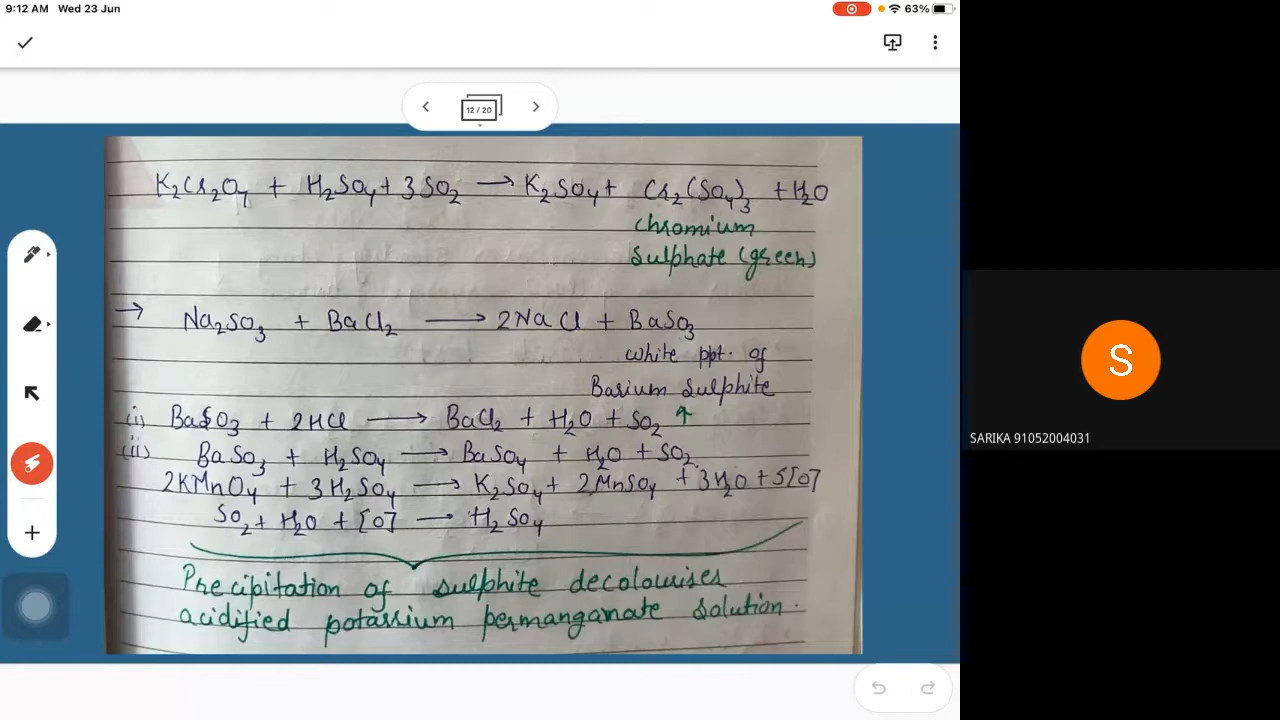 9:12 AM Wed 23 Jun
63%
12 / 20
K₂Cr₂O₇ + H₂SO₄ + 3SO₂ → K₂SO₄ + Cr₂(SO₄)₃ + H₂O
chromium
Sulphate (green)
→ Na₂SO₃ + BaCl₂ → 2NaCl + BaSO₃
white ppt. of
Barium Sulphite
(i) BaSO₃ + 2HCl → BaCl₂ + H₂O + SO₂ ↑
(ii) BaSO₃ + H₂SO₄ → BaSO₄ + H₂O + SO₂
2KMnO₄ + 3H₂SO₄ → K₂SO₄ + 2MnSO₄ + 3H₂O + 5[O]
SO₂ + H₂O + [O] → H₂SO₄
Precipitation of sulphite decolourises
acidified potassium permanganate solution.
S
SARIKA 91052004031